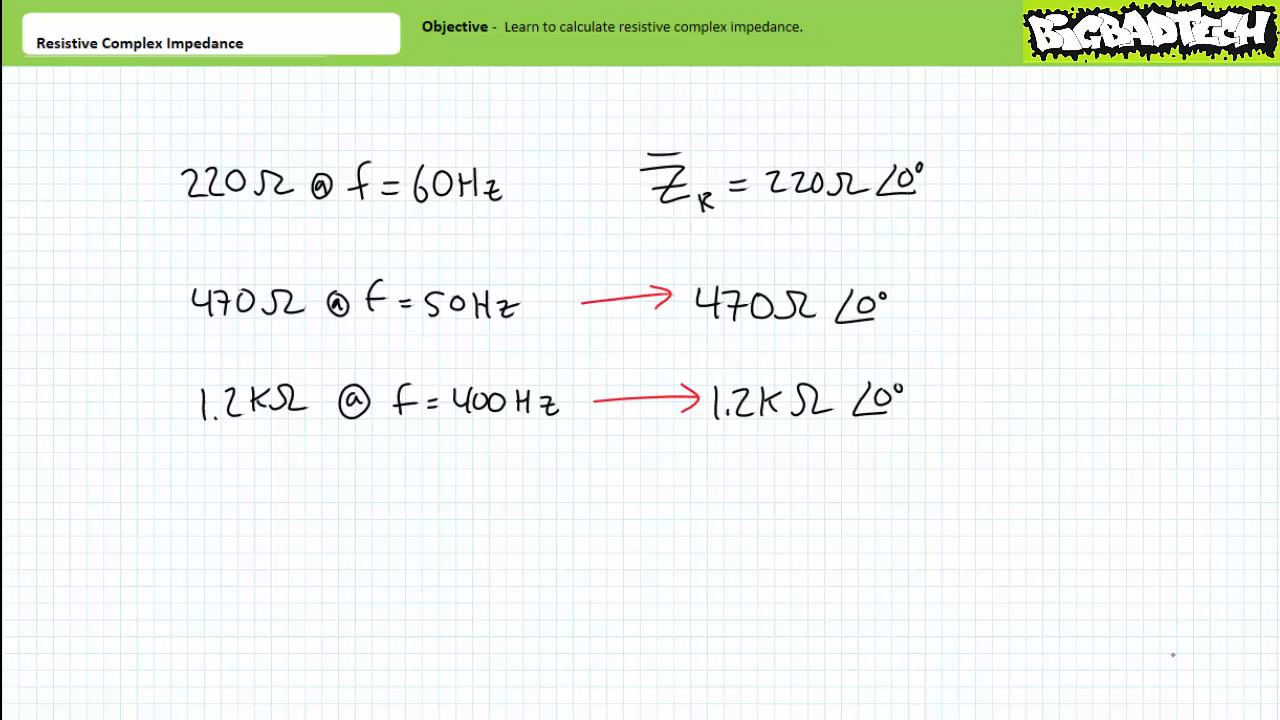 Resistive Complex Impedance
Objective - Learn to calculate resistive complex impedance.
BIGBADTECH
220Ω @ f = 60Hz
Z̅R = 220Ω ∠0°
470Ω @ f = 50Hz → 470Ω ∠0°
1.2kΩ @ f = 400Hz → 1.2kΩ ∠0°